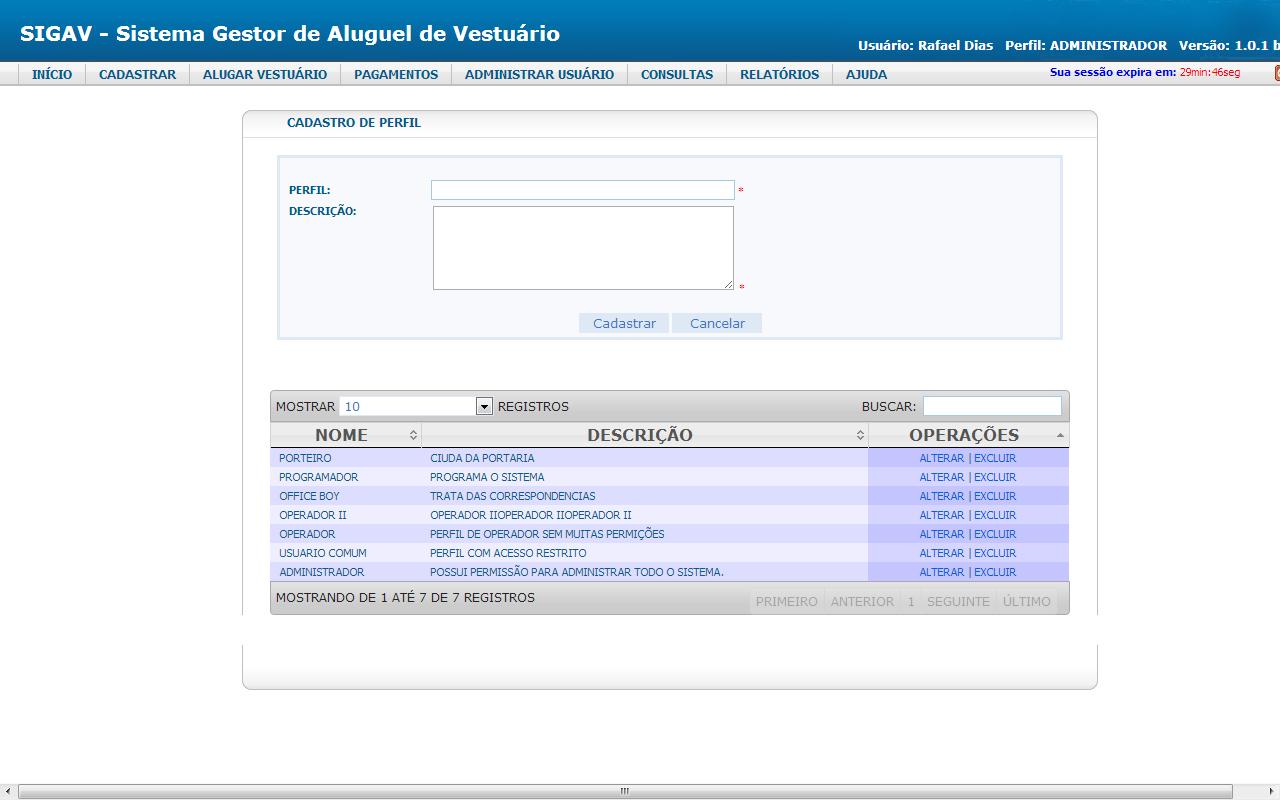 SIGAV - Sistema Gestor de Aluguel de Vestuário
Usuário: Rafael Dias Perfil: ADMINISTRADOR Versão: 1.0.1 b
INÍCIO CADASTRAR ALUGAR VESTUÁRIO PAGAMENTOS ADMINISTRAR USUÁRIO CONSULTAS RELATÓRIOS AJUDA Sua sessão expira em: 29min:46seg
CADASTRO DE PERFIL
PERFIL: *
DESCRIÇÃO: *
Cadastrar Cancelar
MOSTRAR 10 REGISTROS BUSCAR:
NOME DESCRIÇÃO OPERAÇÕES
PORTEIRO CIUDA DA PORTARIA ALTERAR | EXCLUIR
PROGRAMADOR PROGRAMA O SISTEMA ALTERAR | EXCLUIR
OFFICE BOY TRATA DAS CORRESPONDENCIAS ALTERAR | EXCLUIR
OPERADOR II OPERADOR IIOPERADOR IIOPERADOR II ALTERAR | EXCLUIR
OPERADOR PERFIL DE OPERADOR SEM MUITAS PERMIÇÕES ALTERAR | EXCLUIR
USUARIO COMUM PERFIL COM ACESSO RESTRITO ALTERAR | EXCLUIR
ADMINISTRADOR POSSUI PERMISSÃO PARA ADMINISTRAR TODO O SISTEMA. ALTERAR | EXCLUIR
MOSTRANDO DE 1 ATÉ 7 DE 7 REGISTROS PRIMEIRO ANTERIOR 1 SEGUINTE ÚLTIMO